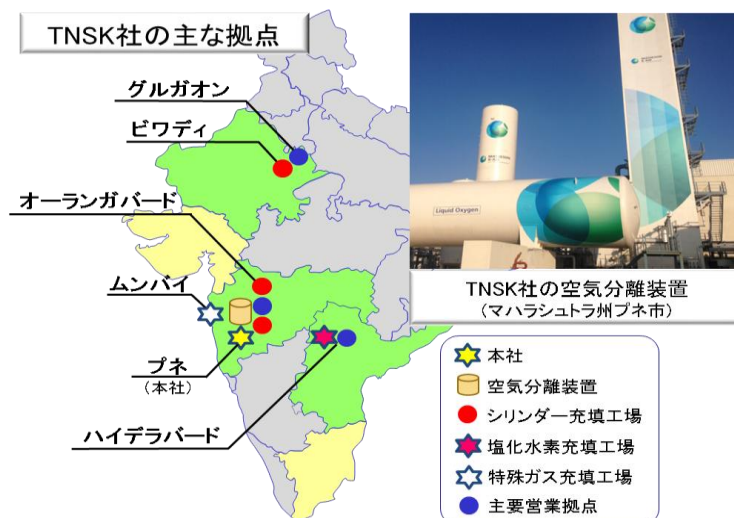 TNSK社の主な拠点
グルガオン
ビワディ
オーランガバード
ムンバイ
プネ
(本社)
ハイデラバード
Liquid Oxygen
TNSK社の空気分離装置
(マハラシュトラ州プネ市)
本社
空気分離装置
シリンダー充填工場
塩化水素充填工場
特殊ガス充填工場
主要営業拠点